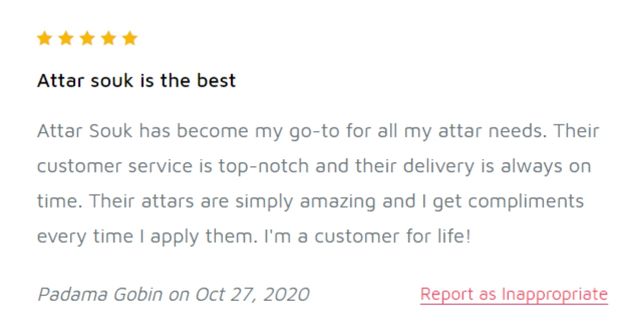 Attar souk is the best
Attar Souk has become my go-to for all my attar needs. Their
customer service is top-notch and their delivery is always on
time. Their attars are simply amazing and I get compliments
every time I apply them. I'm a customer for life!
Padama Gobin on Oct 27, 2020 Report as Inappropriate